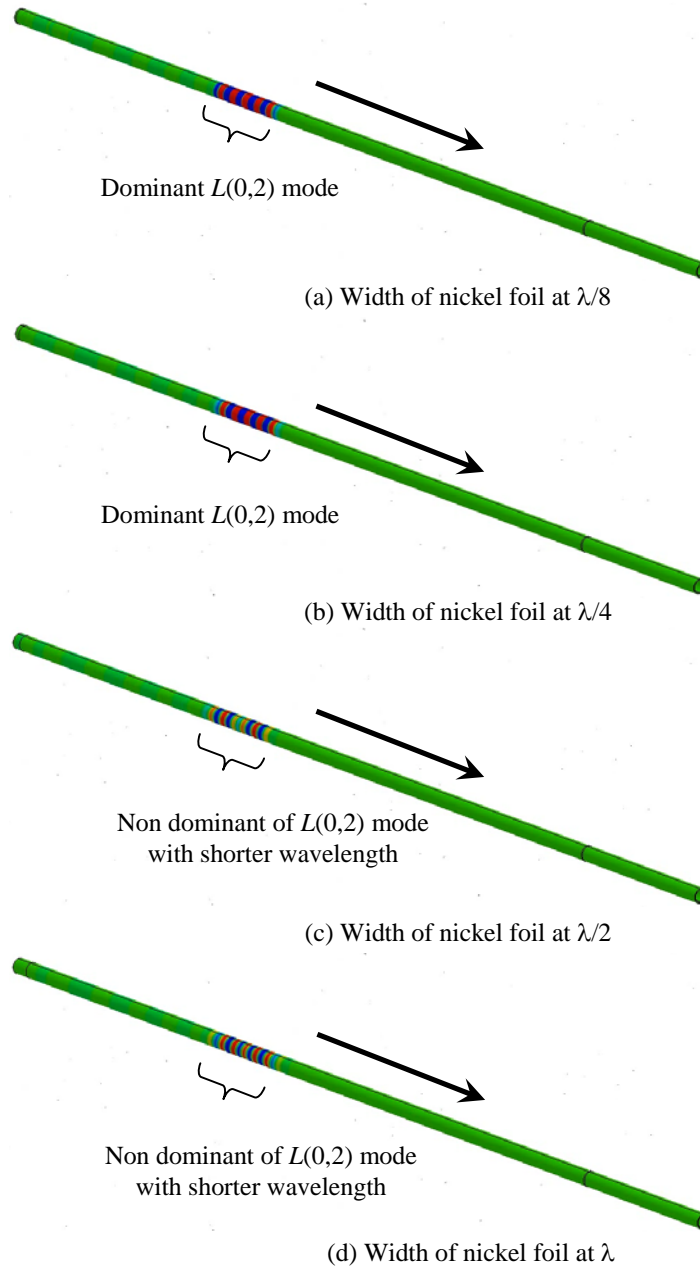 Dominant L(0,2) mode
(a) Width of nickel foil at λ/8
Dominant L(0,2) mode
(b) Width of nickel foil at λ/4
Non dominant of L(0,2) mode
with shorter wavelength
(c) Width of nickel foil at λ/2
Non dominant of L(0,2) mode
with shorter wavelength
(d) Width of nickel foil at λ